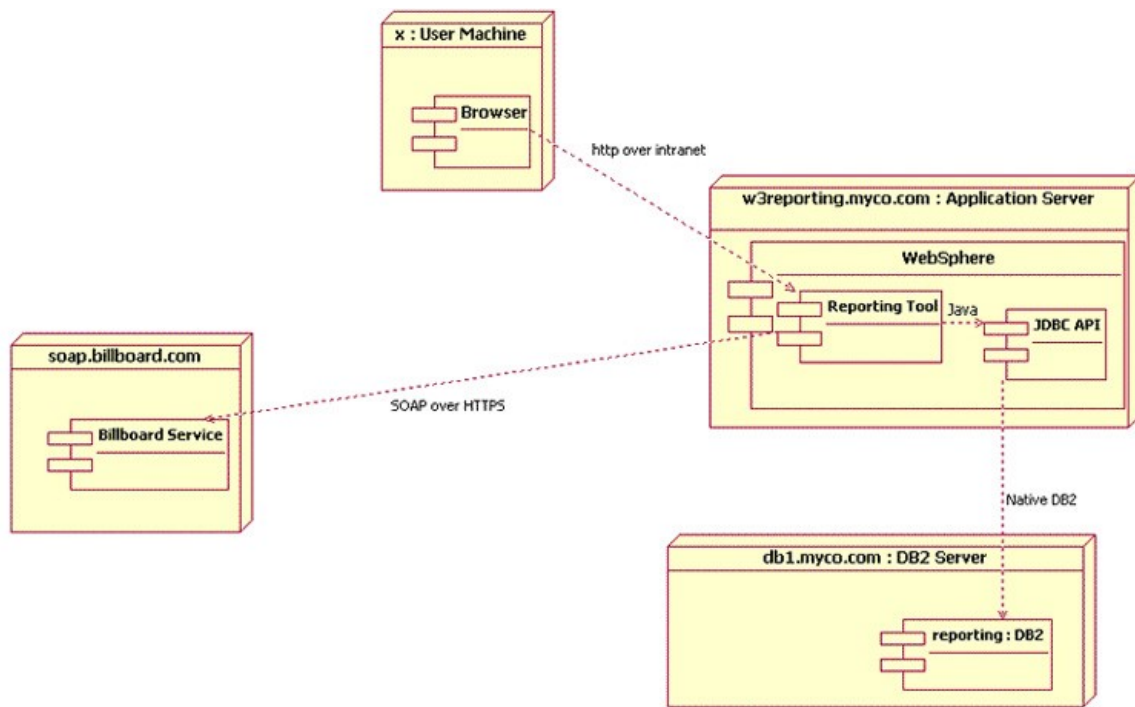 x : User Machine
Browser
http over intranet
w3reporting.myco.com : Application Server
WebSphere
Reporting Tool
Java
JDBC API
soap.billboard.com
SOAP over HTTPS
Billboard Service
Native DB2
db1.myco.com : DB2 Server
reporting : DB2